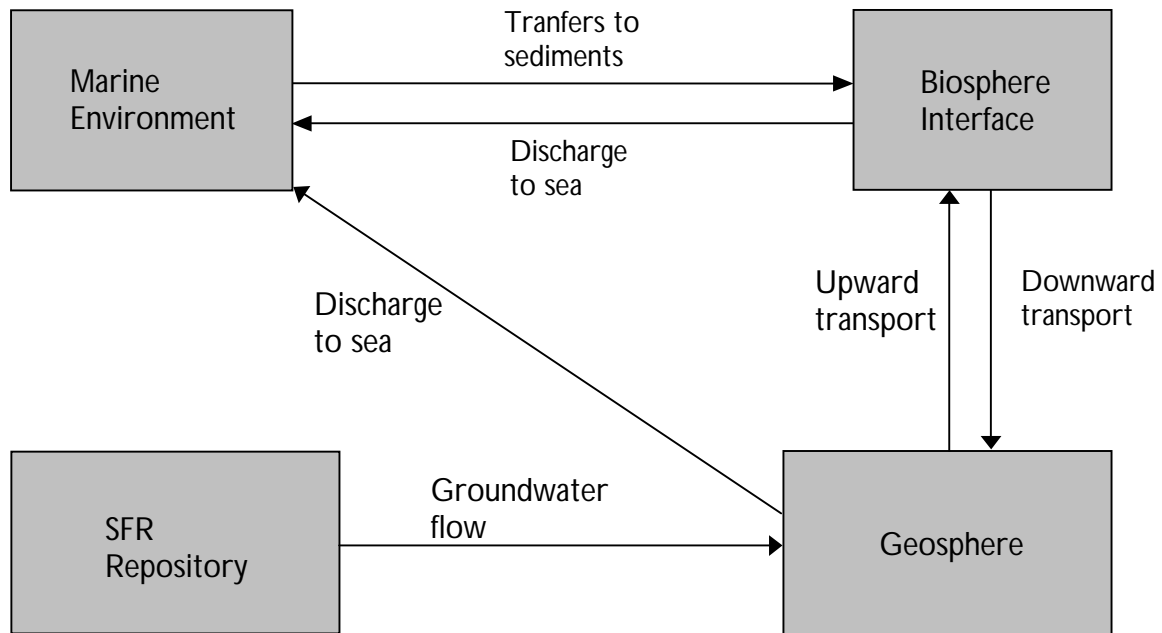 Tranfers to
sediments
Marine
Environment
Biosphere
Interface
Discharge
to sea
Discharge
to sea
Upward
transport
Downward
transport
Groundwater
flow
SFR
Repository
Geosphere